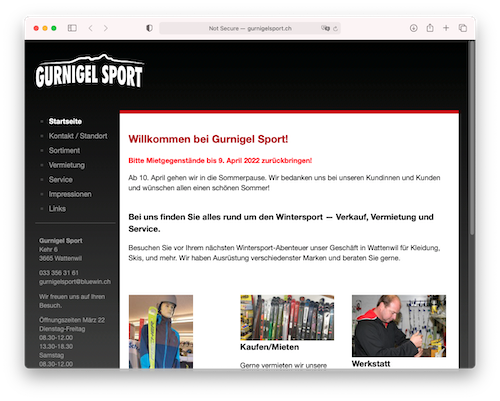 Not Secure — gurnigelsport.ch
GURNIGEL SPORT
Startseite
Kontakt / Standort
Sortiment
Vermietung
Service
Impressionen
Links
Gurnigel Sport
Kehr 6
3665 Wattenwil
033 356 31 61
gurnigelsport@bluewin.ch
Wir freuen uns auf Ihren
Besuch.
Öffnungszeiten März 22
Dienstag-Freitag
08.30-12.00
13.30-18.30
Samstag
08.30-12.00
Willkommen bei Gurnigel Sport!
Bitte Mietgegenstände bis 9. April 2022 zurückbringen!
Ab 10. April gehen wir in die Sommerpause. Wir bedanken uns bei unseren Kundinnen und Kunden
und wünschen allen einen schönen Sommer!
Bei uns finden Sie alles rund um den Wintersport — Verkauf, Vermietung und
Service.
Besuchen Sie vor Ihrem nächsten Wintersport-Abenteuer unser Geschäft in Wattenwil für Kleidung,
Skis, und mehr. Wir haben Ausrüstung verschiedenster Marken und beraten Sie gerne.
Kaufen/Mieten
Gerne vermieten wir unsere
Werkstatt